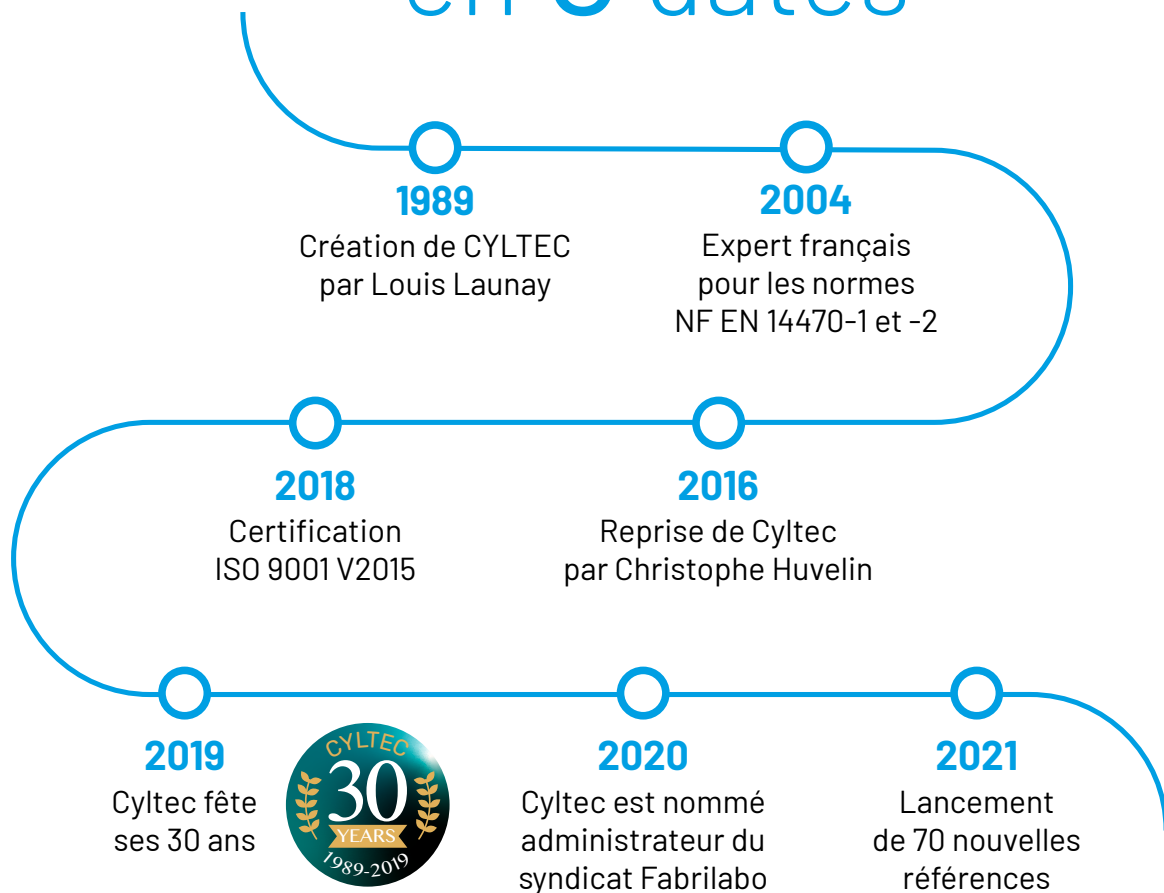 en dates
1989
Création de CYLTEC
par Louis Launay
2004
Expert français
pour les normes
NF EN 14470-1 et -2
2018
Certification
ISO 9001 V2015
2016
Reprise de Cyltec
par Christophe Huvelin
2019
Cyltec fête
ses 30 ans
CYLTEC
30
YEARS
1989-2019
2020
Cyltec est nommé
administrateur du
syndicat Fabrilabo
2021
Lancement
de 70 nouvelles
références